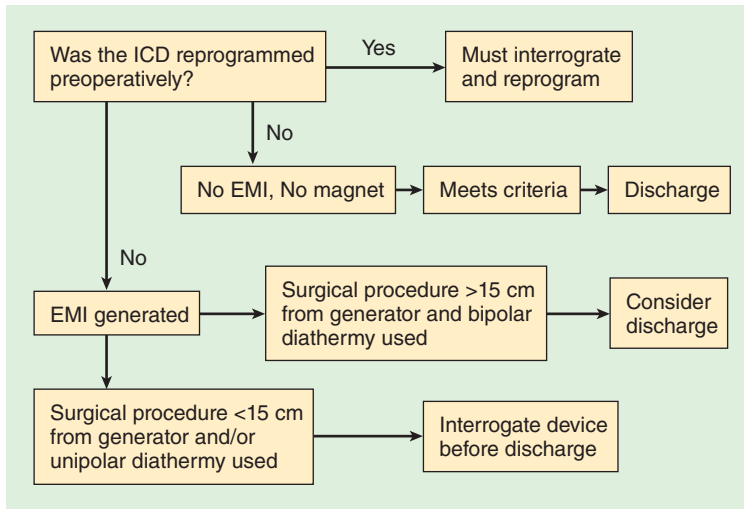 Was the ICD reprogrammed
preoperatively?
Yes
Must interrograte
and reprogram
No
No EMI, No magnet
Meets criteria
Discharge
No
EMI generated
Surgical procedure >15 cm
from generator and bipolar
diathermy used
Consider
discharge
Surgical procedure <15 cm
from generator and/or
unipolar diathermy used
Interrogate device
before discharge